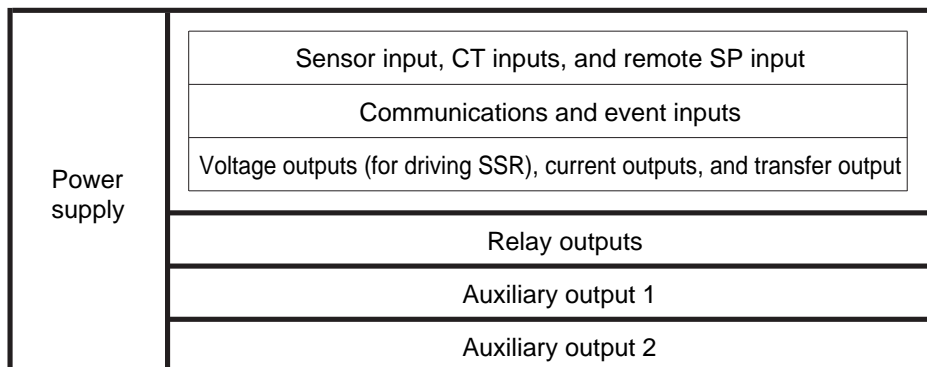 Power
supply
Sensor input, CT inputs, and remote SP input
Communications and event inputs
Voltage outputs (for driving SSR), current outputs, and transfer output
Relay outputs
Auxiliary output 1
Auxiliary output 2